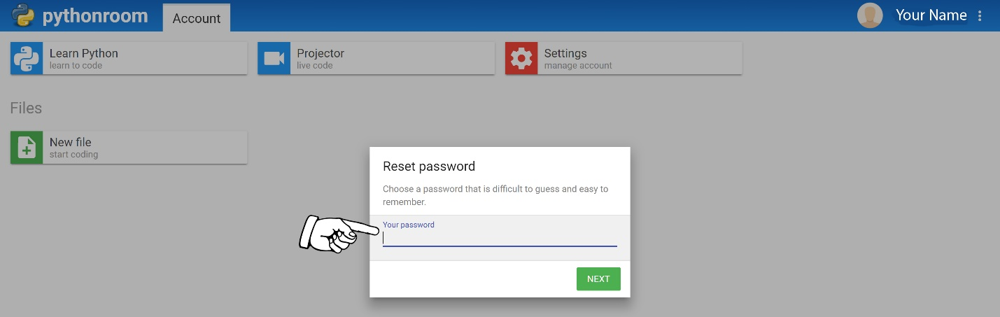 pythonroom
Account
Your Name
Learn Python
learn to code
Projector
live code
Settings
manage account
Files
New file
start coding
Reset password
Choose a password that is difficult to guess and easy to
remember.
Your password
NEXT